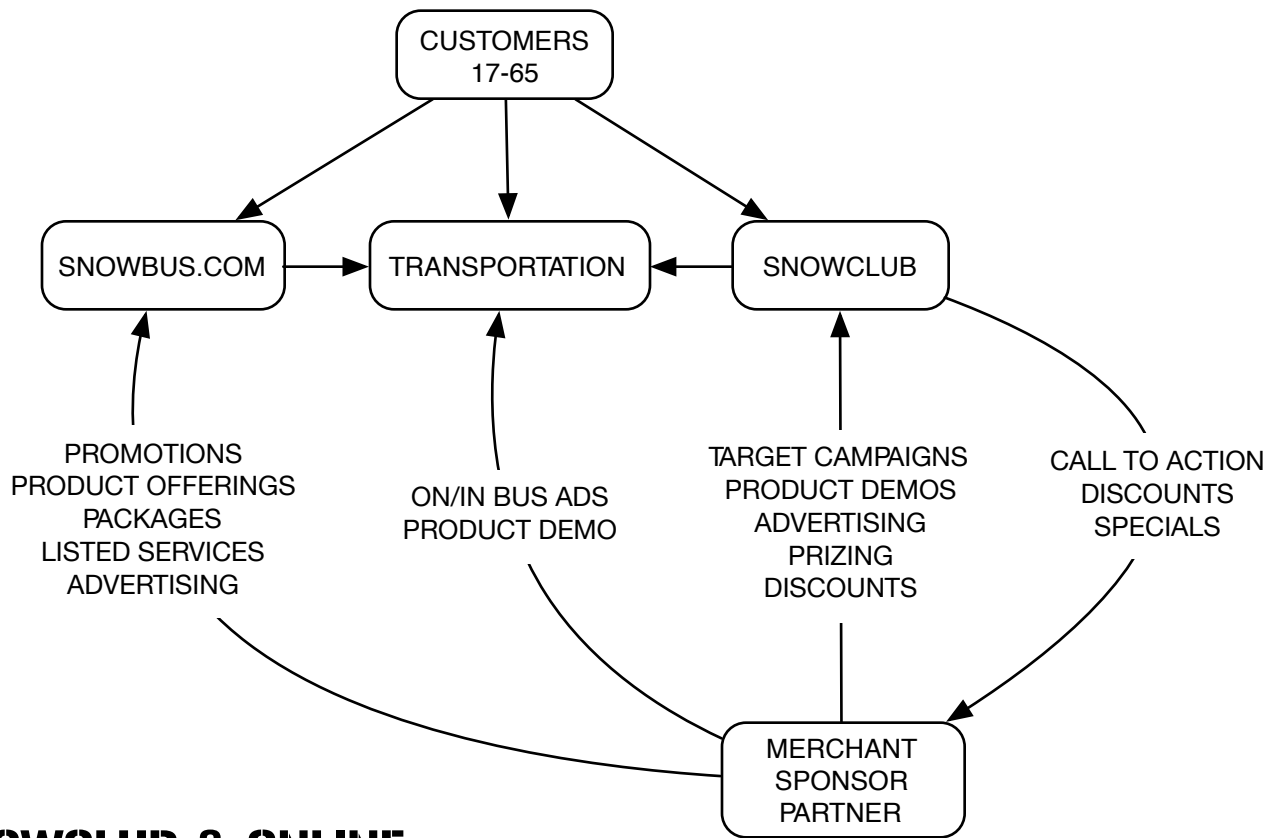 CUSTOMERS
17-65
SNOWBUS.COM
TRANSPORTATION
SNOWCLUB
PROMOTIONS
PRODUCT OFFERINGS
PACKAGES
LISTED SERVICES
ADVERTISING
ON/IN BUS ADS
PRODUCT DEMO
TARGET CAMPAIGNS
PRODUCT DEMOS
ADVERTISING
PRIZING
DISCOUNTS
CALL TO ACTION
DISCOUNTS
SPECIALS
MERCHANT
SPONSOR
PARTNER
& ONLINE